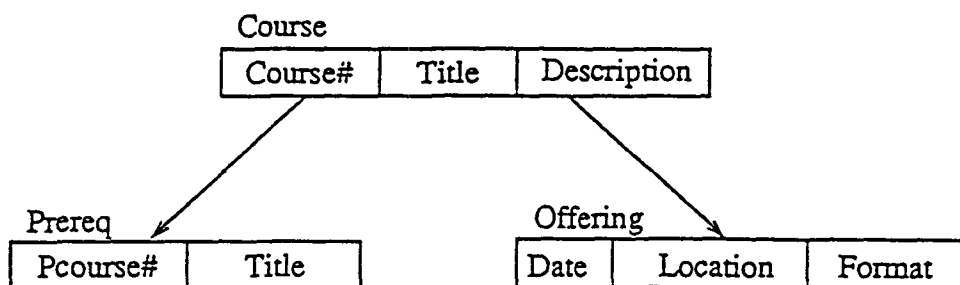 Course
Course# Title Description
Prereq Offering
Pcourse# Title Date Location Format